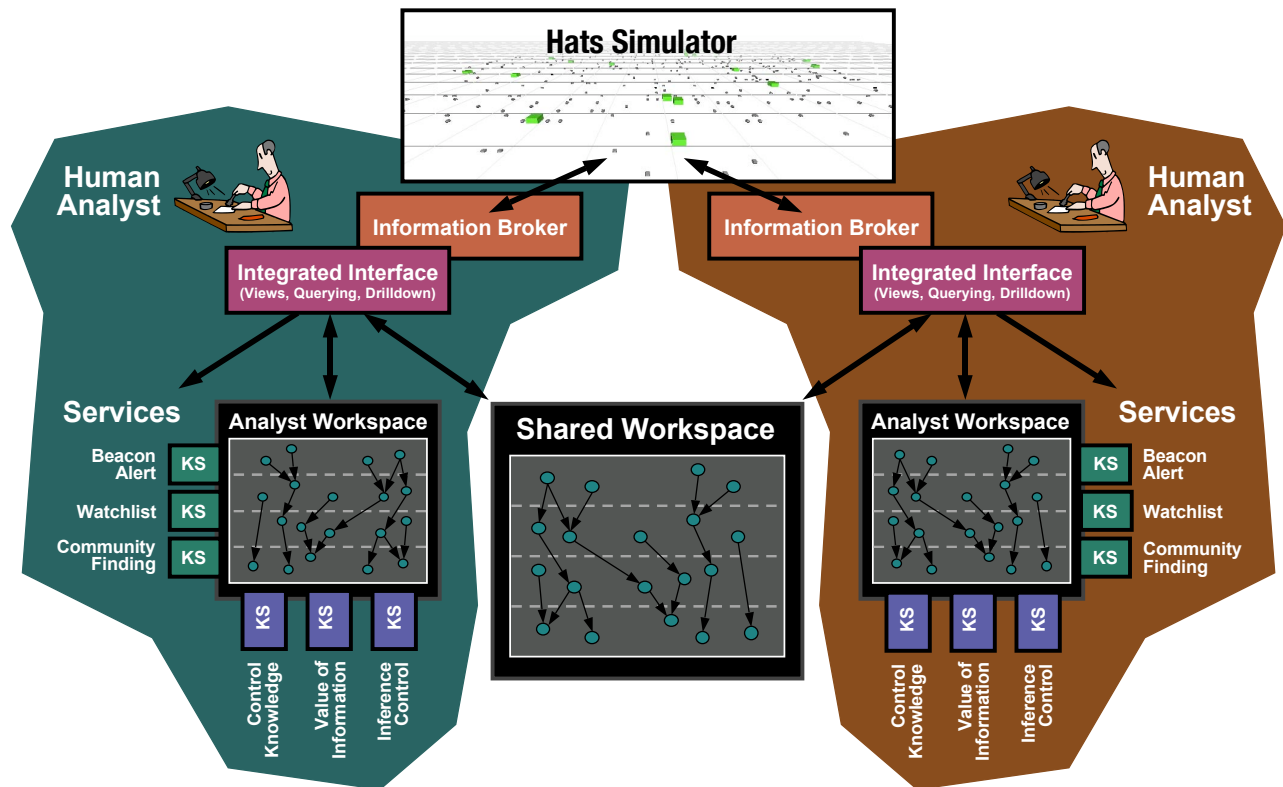 Hats Simulator
Human
Analyst
Information Broker
Integrated Interface
(Views, Querying, Drilldown)
Services
Beacon
Alert
Watchlist
Community
Finding
KS
KS
KS
Analyst Workspace
KS
KS
KS
Control
Knowledge
Value of
Information
Inference
Control
Shared Workspace
Human
Analyst
Information Broker
Integrated Interface
(Views, Querying, Drilldown)
Analyst Workspace
Services
KS
KS
KS
Beacon
Alert
Watchlist
Community
Finding
KS
KS
KS
Control
Knowledge
Value of
Information
Inference
Control